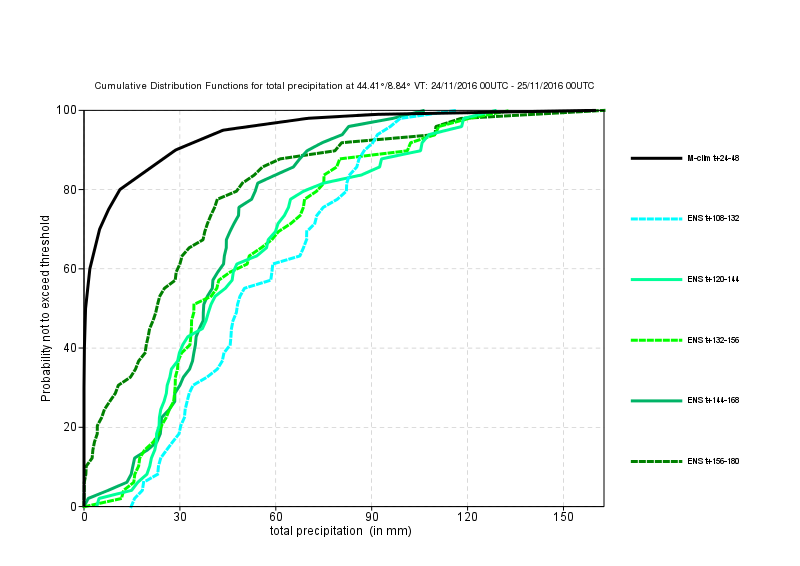 Cumulative Distribution Functions for total precipitation at 44.41°/8.84° VT: 24/11/2016 00UTC - 25/11/2016 00UTC
100
80
60
40
20
0
Probability not to exceed threshold
0 30 60 90 120 150
total precipitation (in mm)
M-clim t+24-48
ENS t+108-132
ENS t+120-144
ENS t+132-156
ENS t+144-168
ENS t+156-180